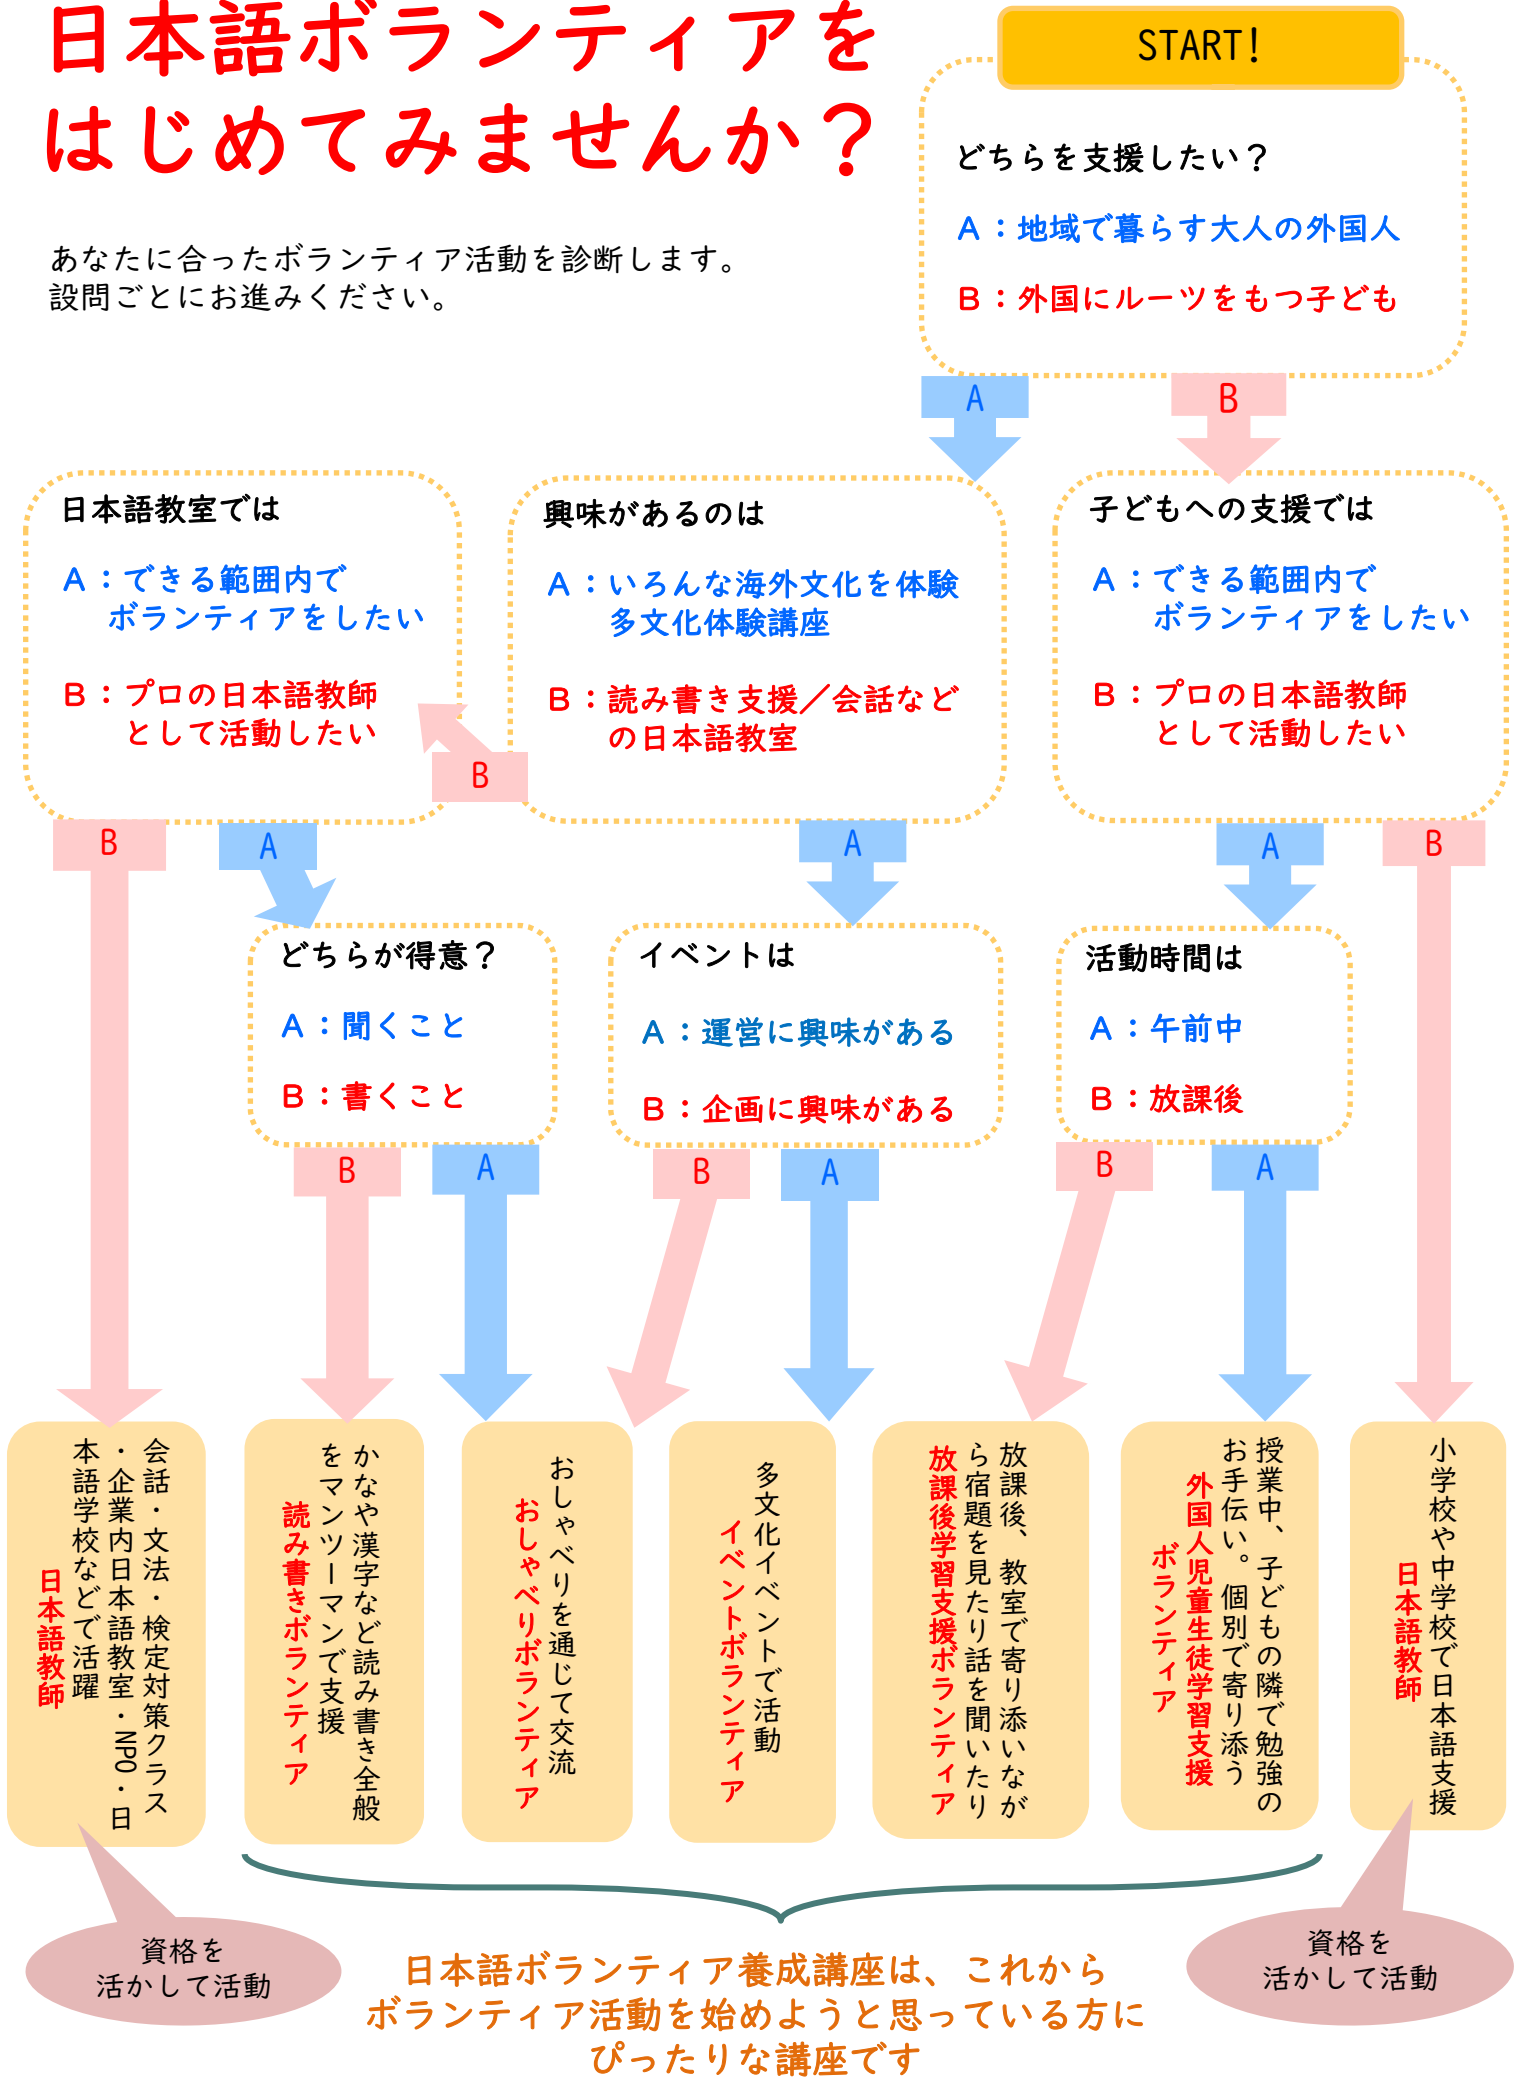 日本語ボランティアを
はじめてみませんか？
あなたに合ったボランティア活動を診断します。
設問ごとにお進みください。
START!
どちらを支援したい？
A：地域で暮らす大人の外国人
B：外国にルーツをもつ子ども
A
B
日本語教室では
A：できる範囲内で
ボランティアをしたい
B：プロの日本語教師
として活動したい
興味があるのは
A：いろんな海外文化を体験
多文化体験講座
B：読み書き支援／会話など
の日本語教室
子どもへの支援では
A：できる範囲内で
ボランティアをしたい
B：プロの日本語教師
として活動したい
B
B
A
A
A
B
どちらが得意？
A：聞くこと
B：書くこと
イベントは
A：運営に興味がある
B：企画に興味がある
活動時間は
A：午前中
B：放課後
B
A
B
A
B
A
会話・文法・検定対策クラス
・企業内日本語教室・NPO・日
本語学校などで活躍
日本語教師
かなや漢字など読み書き全般
をマンツーマンで支援
読み書きボランティア
おしゃべりを通じて交流
おしゃべりボランティア
多文化イベントで活動
イベントボランティア
放課後、教室で寄り添いなが
ら宿題を見たり話を聞いたり
放課後学習支援ボランティア
授業中、子どもの隣で勉強の
お手伝い。個別で寄り添う
外国人児童生徒学習支援
ボランティア
小学校や中学校で日本語支援
日本語教師
資格を
活かして活動
資格を
活かして活動
日本語ボランティア養成講座は、これから
ボランティア活動を始めようと思っている方に
ぴったりな講座です